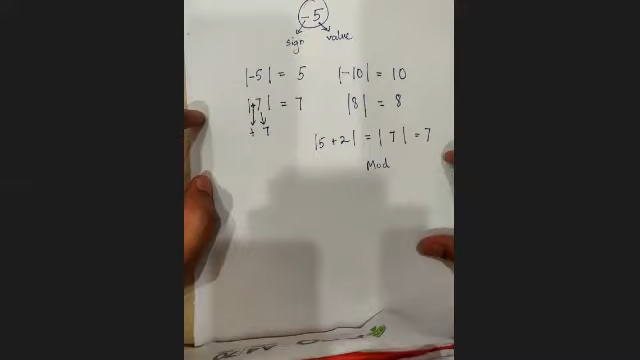 -5
sign value
|-5| = 5 |-10| = 10
|+7| = 7 |8| = 8
+ 7
|5+2| = |7| = 7
Mod